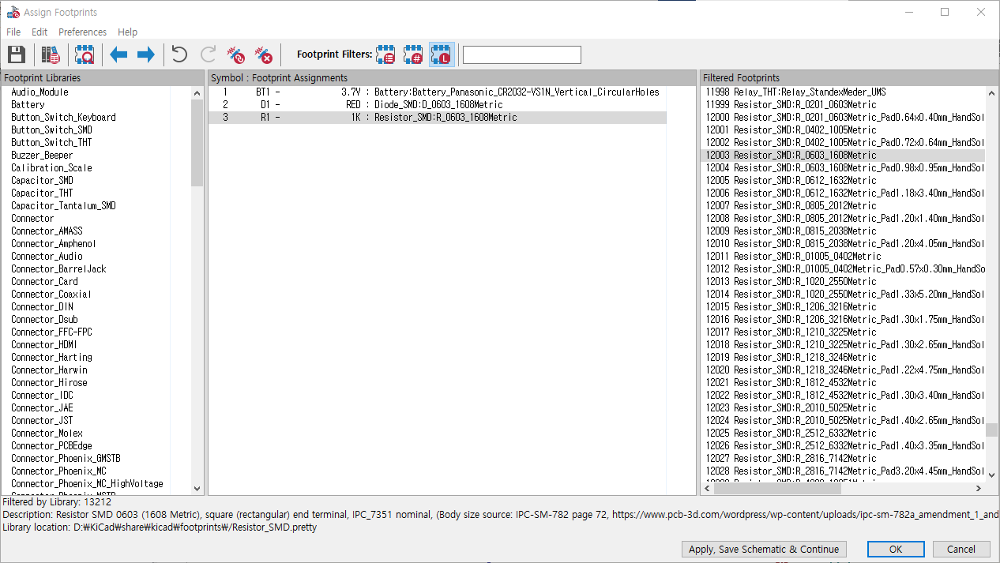 Assign Footprints
File Edit Preferences Help
Footprint Filters:
Footprint Libraries
Audio_Module
Battery
Button_Switch_Keyboard
Button_Switch_SMD
Button_Switch_THT
Buzzer_Beeper
Calibration_Scale
Capacitor_SMD
Capacitor_THT
Capacitor_Tantalum_SMD
Connector
Connector_AMASS
Connector_Amphenol
Connector_Audio
Connector_BarrelJack
Connector_Card
Connector_Coaxial
Connector_DIN
Connector_Dsub
Connector_FFC-FPC
Connector_HDMI
Connector_Harting
Connector_Harwin
Connector_Hirose
Connector_IDC
Connector_JAE
Connector_JST
Connector_Molex
Connector_PCBEdge
Connector_Phoenix_GMSTB
Connector_Phoenix_MC
Connector_Phoenix_MC_HighVoltage
Symbol : Footprint Assignments
1 BT1 - 3.7V : Battery:Battery_Panasonic_CR2032-VS1N_Vertical_CircularHoles
2 D1 - RED : Diode_SMD:D_0603_1608Metric
3 R1 - 1K : Resistor_SMD:R_0603_1608Metric
Filtered Footprints
11998 Relay_THT:Relay_StandexMeder_UMS
11999 Resistor_SMD:R_0201_0603Metric
12000 Resistor_SMD:R_0201_0603Metric_Pad0.64x0.40mm_HandSol
12001 Resistor_SMD:R_0402_1005Metric
12002 Resistor_SMD:R_0402_1005Metric_Pad0.72x0.64mm_HandSol
12003 Resistor_SMD:R_0603_1608Metric
12004 Resistor_SMD:R_0603_1608Metric_Pad0.98x0.95mm_HandSol
12005 Resistor_SMD:R_0612_1632Metric
12006 Resistor_SMD:R_0612_1632Metric_Pad1.18x3.40mm_HandSol
12007 Resistor_SMD:R_0805_2012Metric
12008 Resistor_SMD:R_0805_2012Metric_Pad1.20x1.40mm_HandSol
12009 Resistor_SMD:R_0815_2038Metric
12010 Resistor_SMD:R_0815_2038Metric_Pad1.20x4.05mm_HandSol
12011 Resistor_SMD:R_01005_0402Metric
12012 Resistor_SMD:R_01005_0402Metric_Pad0.57x0.30mm_HandSo
12013 Resistor_SMD:R_1020_2550Metric
12014 Resistor_SMD:R_1020_2550Metric_Pad1.33x5.20mm_HandSol
12015 Resistor_SMD:R_1206_3216Metric
12016 Resistor_SMD:R_1206_3216Metric_Pad1.30x1.75mm_HandSol
12017 Resistor_SMD:R_1210_3225Metric
12018 Resistor_SMD:R_1210_3225Metric_Pad1.30x2.65mm_HandSol
12019 Resistor_SMD:R_1218_3246Metric
12020 Resistor_SMD:R_1218_3246Metric_Pad1.22x4.75mm_HandSol
12021 Resistor_SMD:R_1812_4532Metric
12022 Resistor_SMD:R_1812_4532Metric_Pad1.30x3.40mm_HandSol
12023 Resistor_SMD:R_2010_5025Metric
12024 Resistor_SMD:R_2010_5025Metric_Pad1.40x2.65mm_HandSol
12025 Resistor_SMD:R_2512_6332Metric
12026 Resistor_SMD:R_2512_6332Metric_Pad1.40x3.35mm_HandSol
12027 Resistor_SMD:R_2816_7142Metric
12028 Resistor_SMD:R_2816_7142Metric_Pad3.20x4.45mm_HandSol
Filtered by Library: 13212
Description: Resistor SMD 0603 (1608 Metric), square (rectangular) end terminal, IPC_7351 nominal, (Body size source: IPC-SM-782 page 72, https://www.pcb-3d.com/wordpress/wp-content/uploads/ipc-sm-782a_amendment_1_and
Library location: D:₩KiCad₩share₩kicad₩footprints₩/Resistor_SMD.pretty
Apply, Save Schematic & Continue OK Cancel